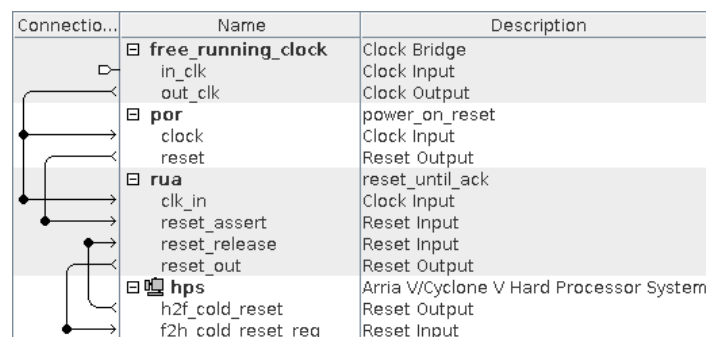 Connectio... Name Description
free_running_clock Clock Bridge
in_clk Clock Input
out_clk Clock Output
por power_on_reset
clock Clock Input
reset Reset Output
rua reset_until_ack
clk_in Clock Input
reset_assert Reset Input
reset_release Reset Input
reset_out Reset Output
hps Arria V/Cyclone V Hard Processor System
h2f_cold_reset Reset Output
f2h_cold_reset_req Reset Input